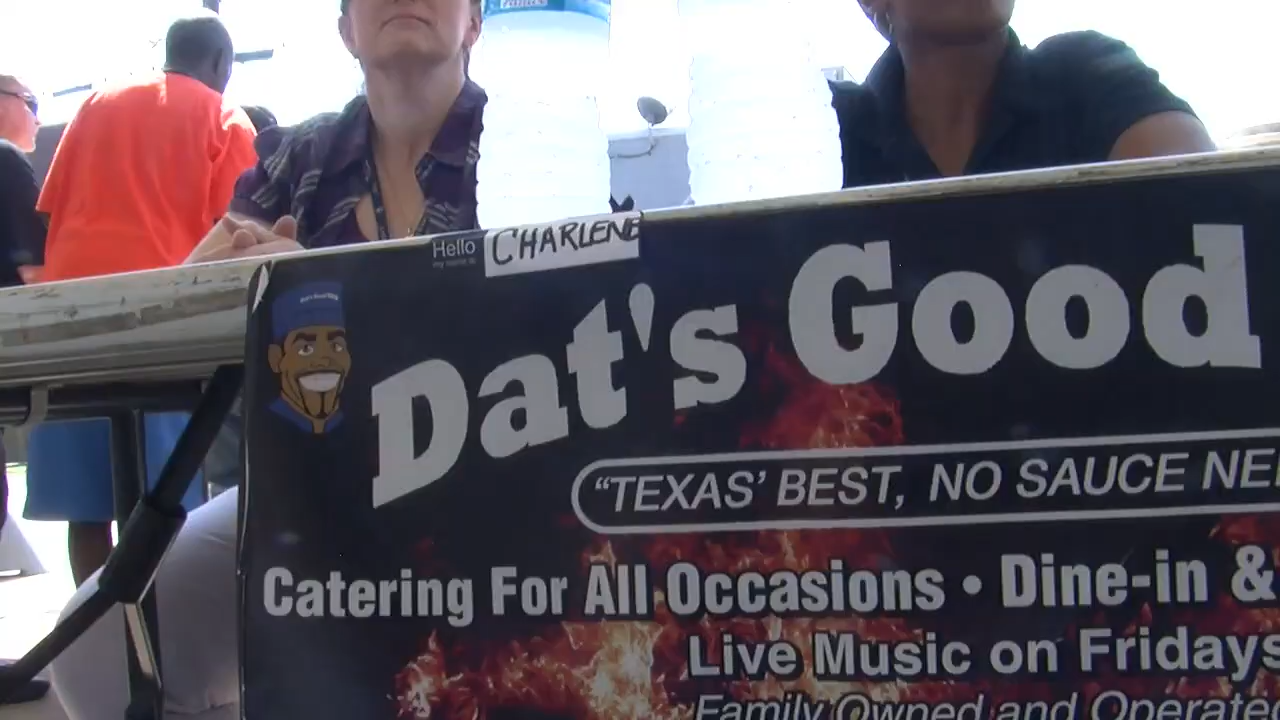 Hello
my name is
CHARLENE
Dat's Good
"TEXAS' BEST, NO SAUCE NE
Catering For All Occasions • Dine-in &
Live Music on Fridays
Family Owned and Operated